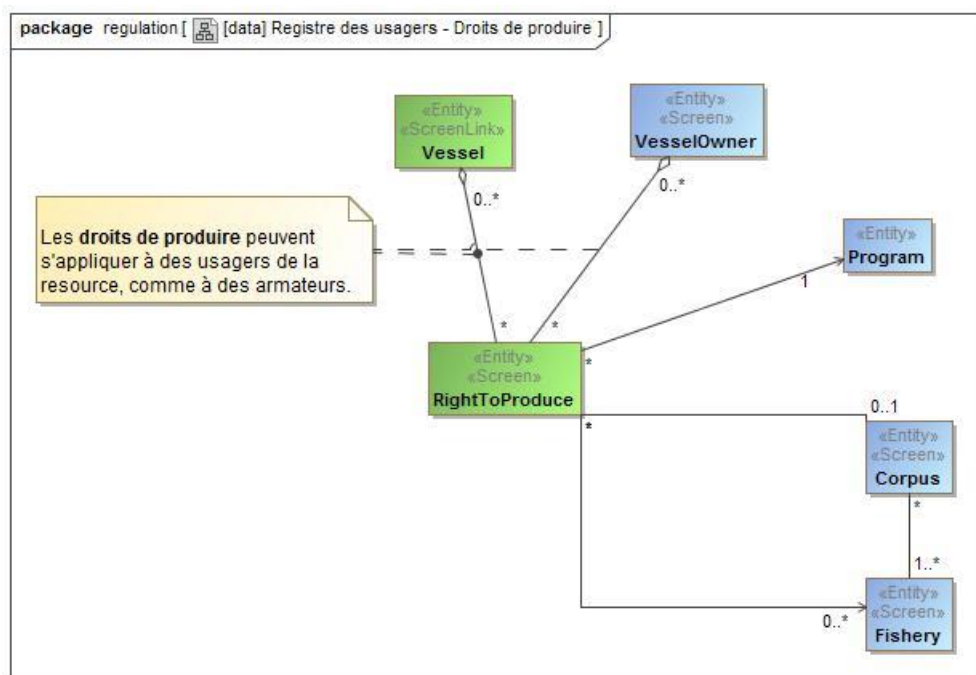 package regulation [ [data] Registre des usagers - Droits de produire ]
«Entity»
«ScreenLink»
Vessel
0..*
«Entity»
«Screen»
VesselOwner
0..*
Les droits de produire peuvent
s'appliquer à des usagers de la
resource, comme à des armateurs.
«Entity»
Program
1
*
*
«Entity»
«Screen»
RightToProduce
*
*
0..1
«Entity»
«Screen»
Corpus
*
1..*
«Entity»
«Screen»
Fishery
0..*